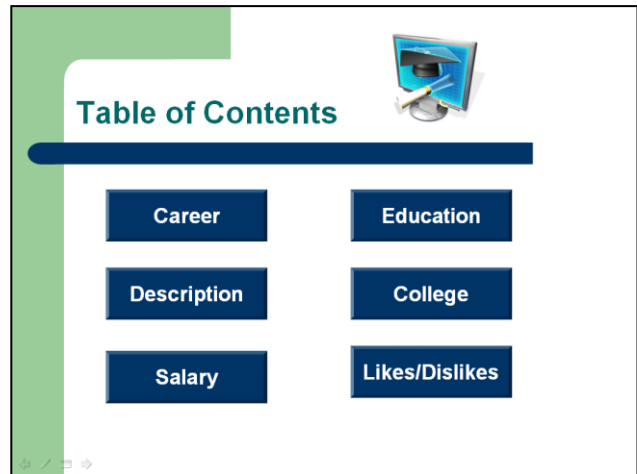 Table of Contents
Career
Education
Description
College
Salary
Likes/Dislikes